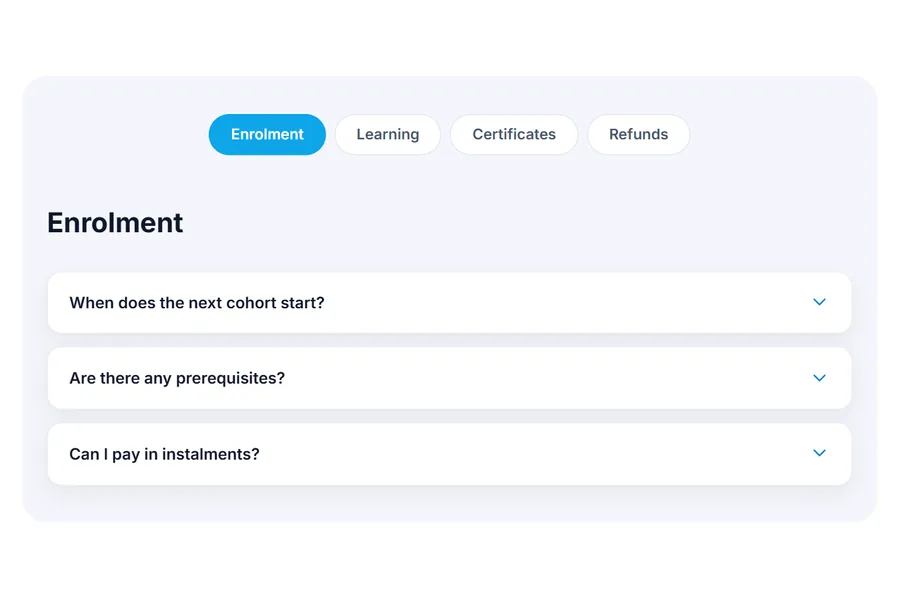 Enrolment
Learning
Certificates
Refunds
Enrolment
When does the next cohort start?
Are there any prerequisites?
Can I pay in instalments?